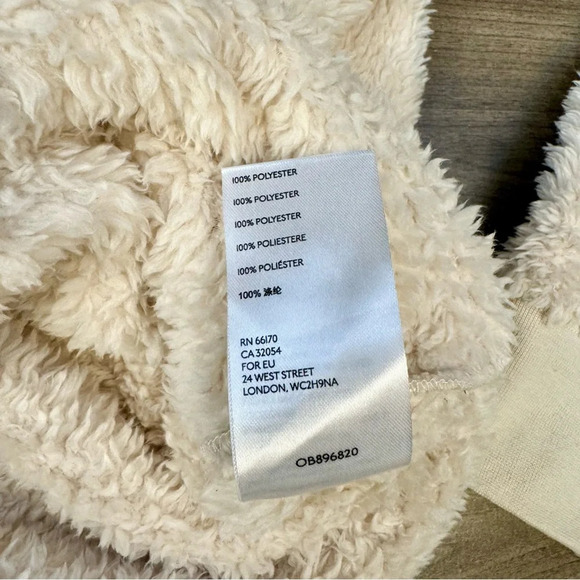 100% POLYESTER
100% POLYESTER
100% POLYESTER
100% POLIESTERE
100% POLIÉSTER
100% 涤纶
RN 66170
CA 32054
FOR EU
24 WEST STREET
LONDON, WC2H9NA
OB896820